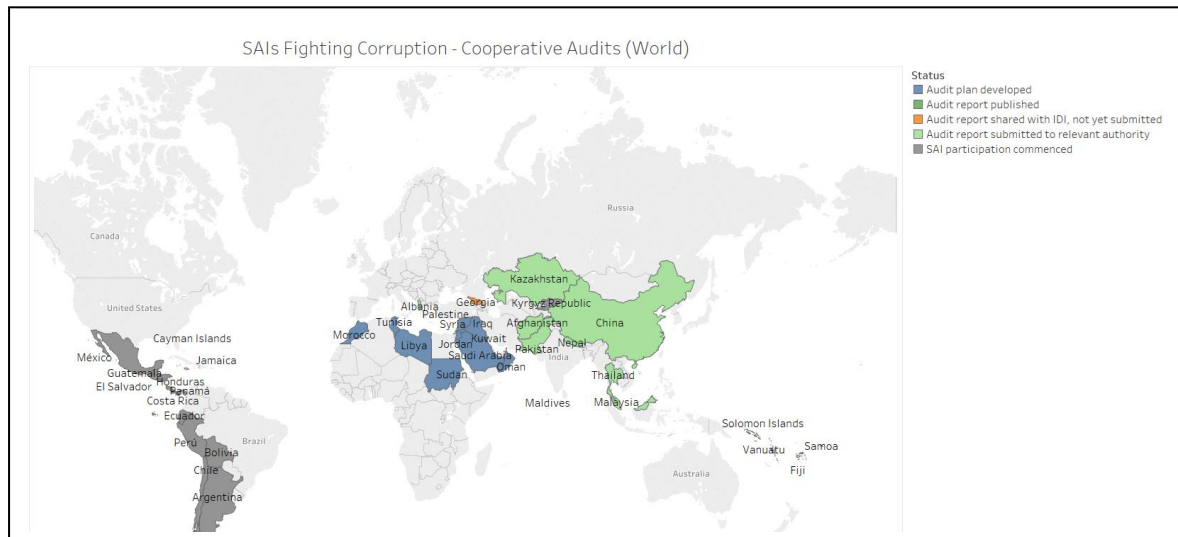 SAIs Fighting Corruption - Cooperative Audits (World)
Status
Audit plan developed
Audit report published
Audit report shared with IDI, not yet submitted
Audit report submitted to relevant authority
SAI participation commenced
Russia
Canada
United States
Kazakhstan
Georgia
Kyrgyz Republic
Albania
Palestine
Tunisia
Syria
Iraq
Afghanistan
China
Morocco
Libya
Jordan
Kuwait
Pakistan
Nepal
Saudi Arabia
Oman
India
Sudan
Thailand
Cayman Islands
México
Jamaica
Guatemala
Honduras
El Salvador
Panamá
Costa Rica
Maldives
Malaysia
Ecuador
Solomon Islands
Perú
Brazil
Bolivia
Vanuatu
Samoa
Fiji
Chile
Australia
Argentina